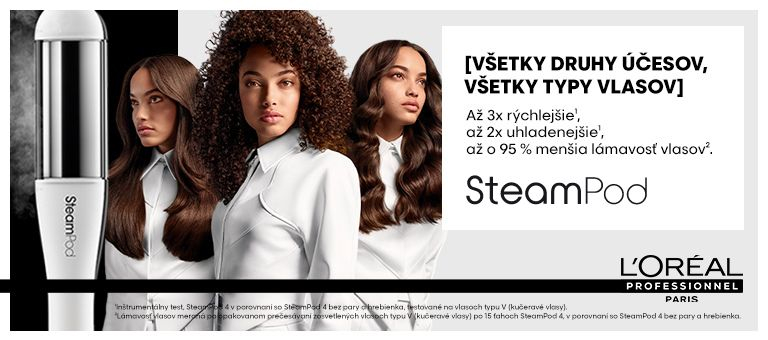 [VŠETKY DRUHY ÚČESOV,
VŠETKY TYPY VLASOV]
Až 3x rýchlejšie¹,
až 2x uhladenejšie¹,
až o 95 % menšia lámavosť vlasov².
SteamPod
SteamPod
L'ORÉAL
PROFESSIONNEL
PARIS
¹Inštrumentálny test, SteamPod 4 v porovnaní so SteamPod 4 bez pary a hrebienka, testované na vlasoch typu V (kučeravé vlasy).
²Lámavosť vlasov meraná po opakovanom prečesávaní zosvetlených vlasoch typu V (kučeravé vlasy) po 15 ťahoch SteamPod 4, v porovnaní so SteamPod 4 bez pary a hrebienka.